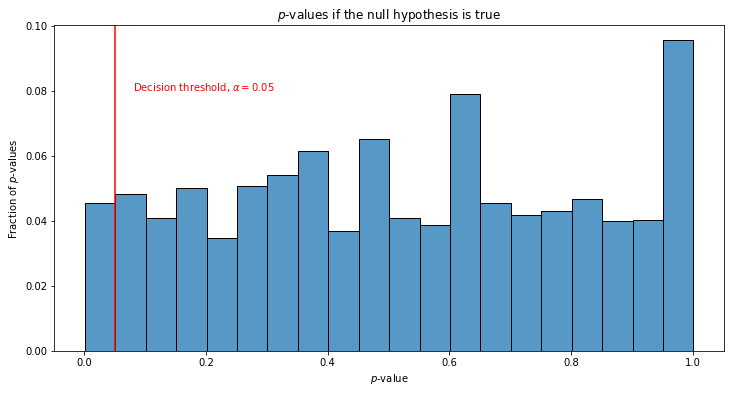 p-values if the null hypothesis is true
0.10
Decision threshold, α = 0.05
0.08
0.06
0.04
0.02
0.00
Fraction of p-values
0.0 0.2 0.4 0.6 0.8 1.0
p-value